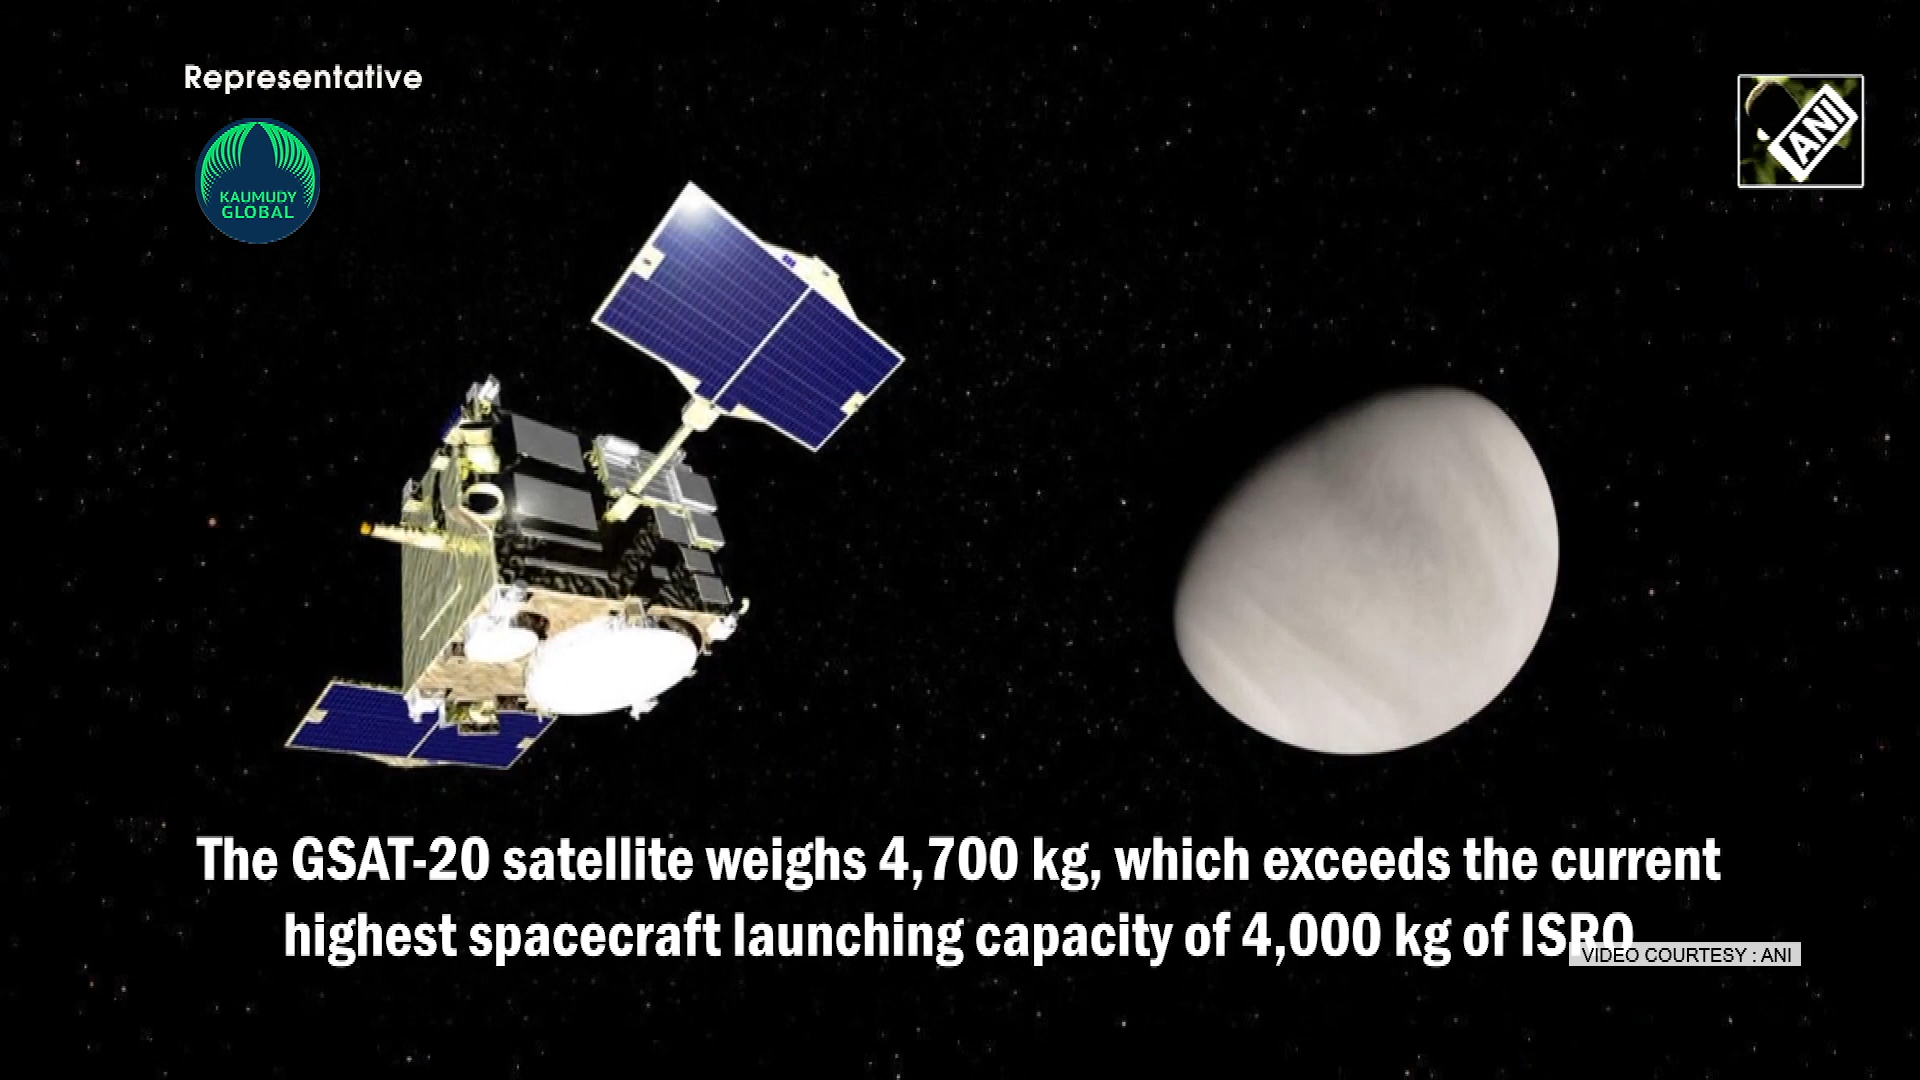 Representative
KAUMUDY
GLOBAL
ANI
The GSAT-20 satellite weighs 4,700 kg, which exceeds the current
highest spacecraft launching capacity of 4,000 kg of ISRO
VIDEO COURTESY : ANI